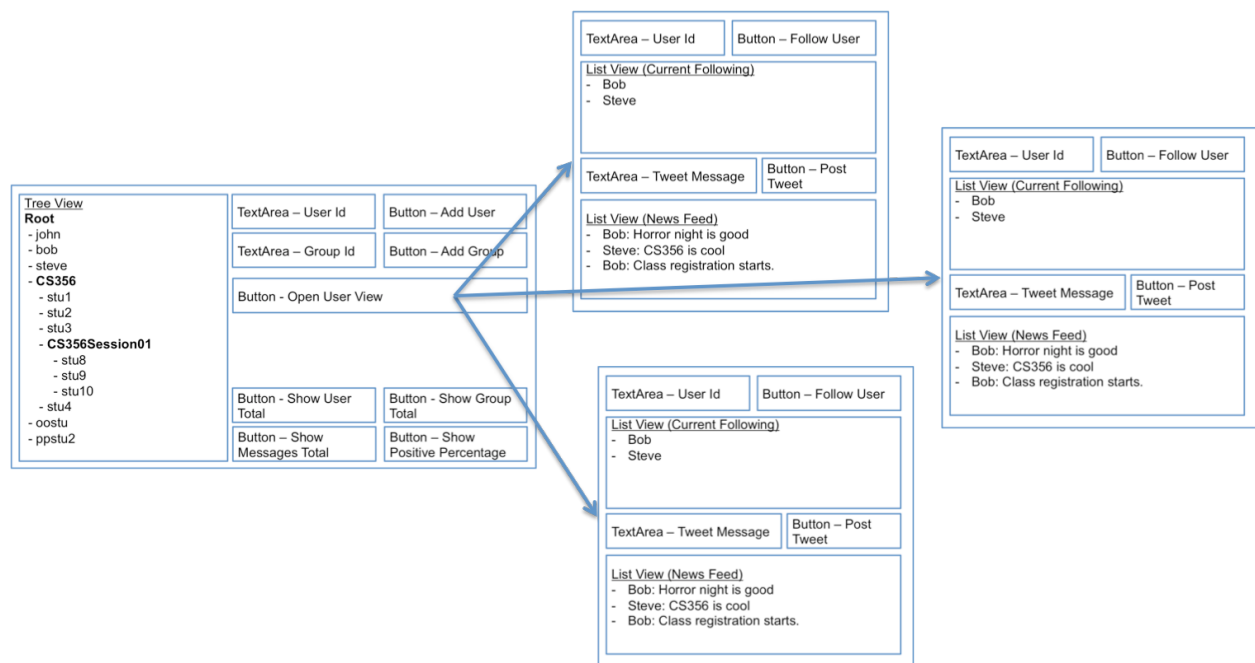 Tree View
Root
- john
- bob
- steve
- CS356
- stu1
- stu2
- stu3
- CS356Session01
- stu8
- stu9
- stu10
- stu4
- oostu
- ppstu2
TextArea – User Id
Button – Add User
TextArea – Group Id
Button – Add Group
Button - Open User View
Button - Show User
Total
Button - Show Group
Total
Button – Show
Messages Total
Button – Show
Positive Percentage
TextArea – User Id
Button – Follow User
List View (Current Following)
- Bob
- Steve
TextArea – Tweet Message
Button – Post
Tweet
List View (News Feed)
- Bob: Horror night is good
- Steve: CS356 is cool
- Bob: Class registration starts.
TextArea – User Id
Button – Follow User
List View (Current Following)
- Bob
- Steve
TextArea – Tweet Message
Button – Post
Tweet
List View (News Feed)
- Bob: Horror night is good
- Steve: CS356 is cool
- Bob: Class registration starts.
TextArea – User Id
Button – Follow User
List View (Current Following)
- Bob
- Steve
TextArea – Tweet Message
Button – Post
Tweet
List View (News Feed)
- Bob: Horror night is good
- Steve: CS356 is cool
- Bob: Class registration starts.